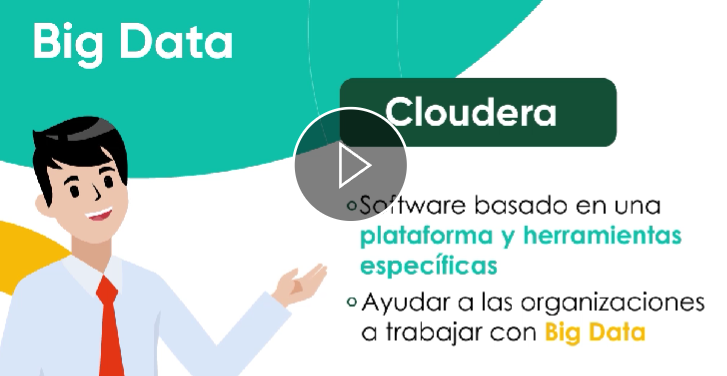 Big Data
Cloudera
Software basado en una
plataforma y herramientas
específicas
Ayudar a las organizaciones
a trabajar con Big Data